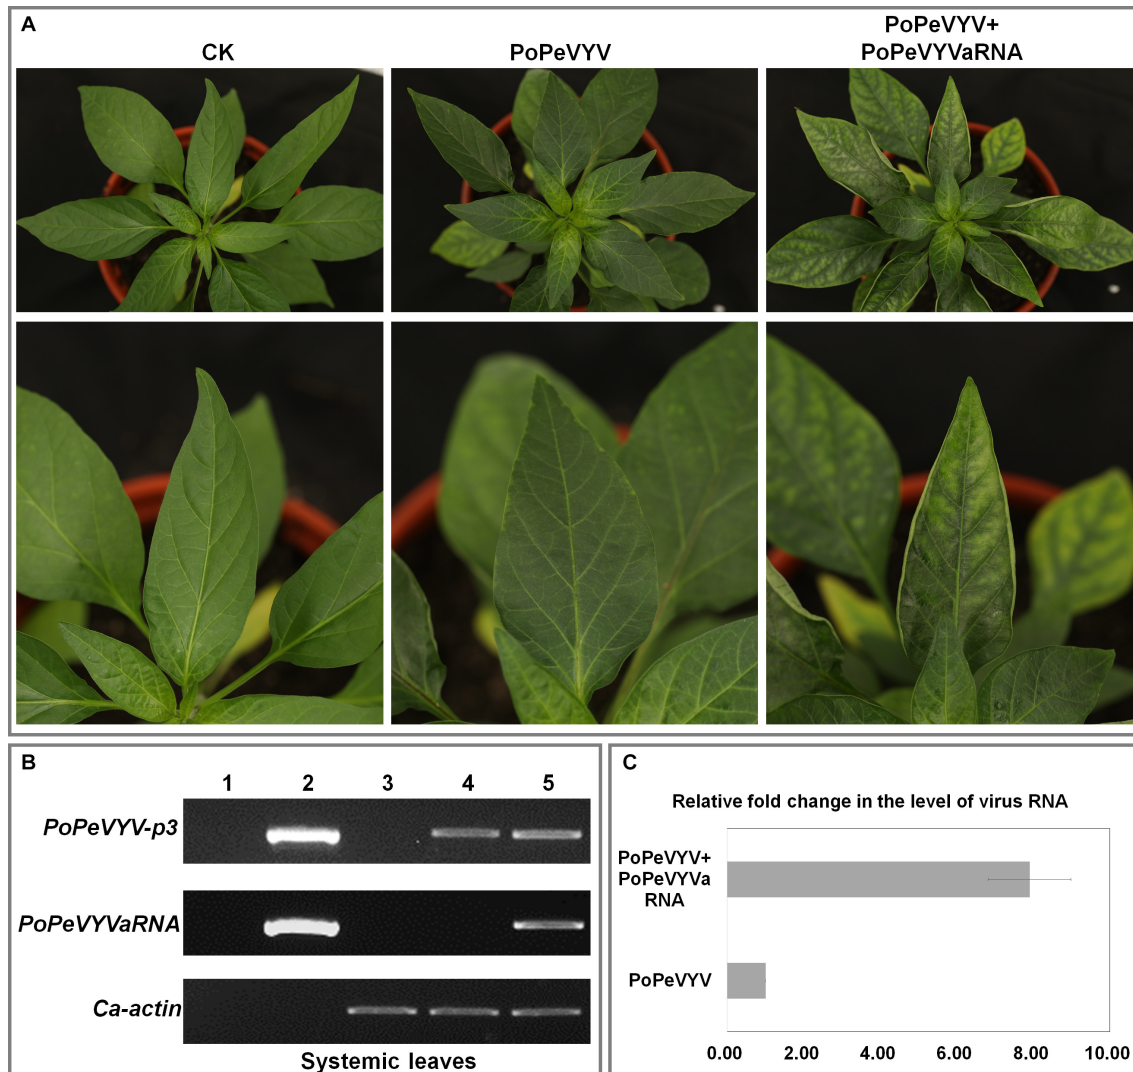 A
CK
PoPeVYV
PoPeVYV+
PoPeVYVaRNA
B
1 2 3 4 5
PoPeVYV-p3
PoPeVYVaRNA
Ca-actin
Systemic leaves
C
Relative fold change in the level of virus RNA
PoPeVYV+
PoPeVYVa
RNA
PoPeVYV
0.00 2.00 4.00 6.00 8.00 10.00